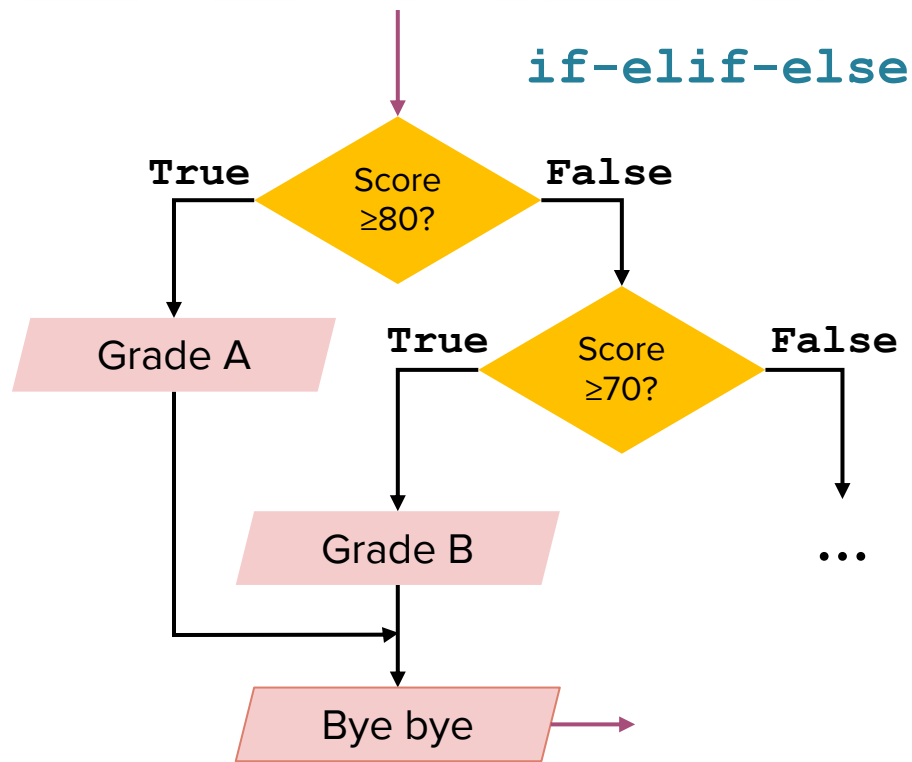 if-elif-else
True
False
Score
≥80?
Grade A
True
False
Score
≥70?
Grade B
...
Bye bye